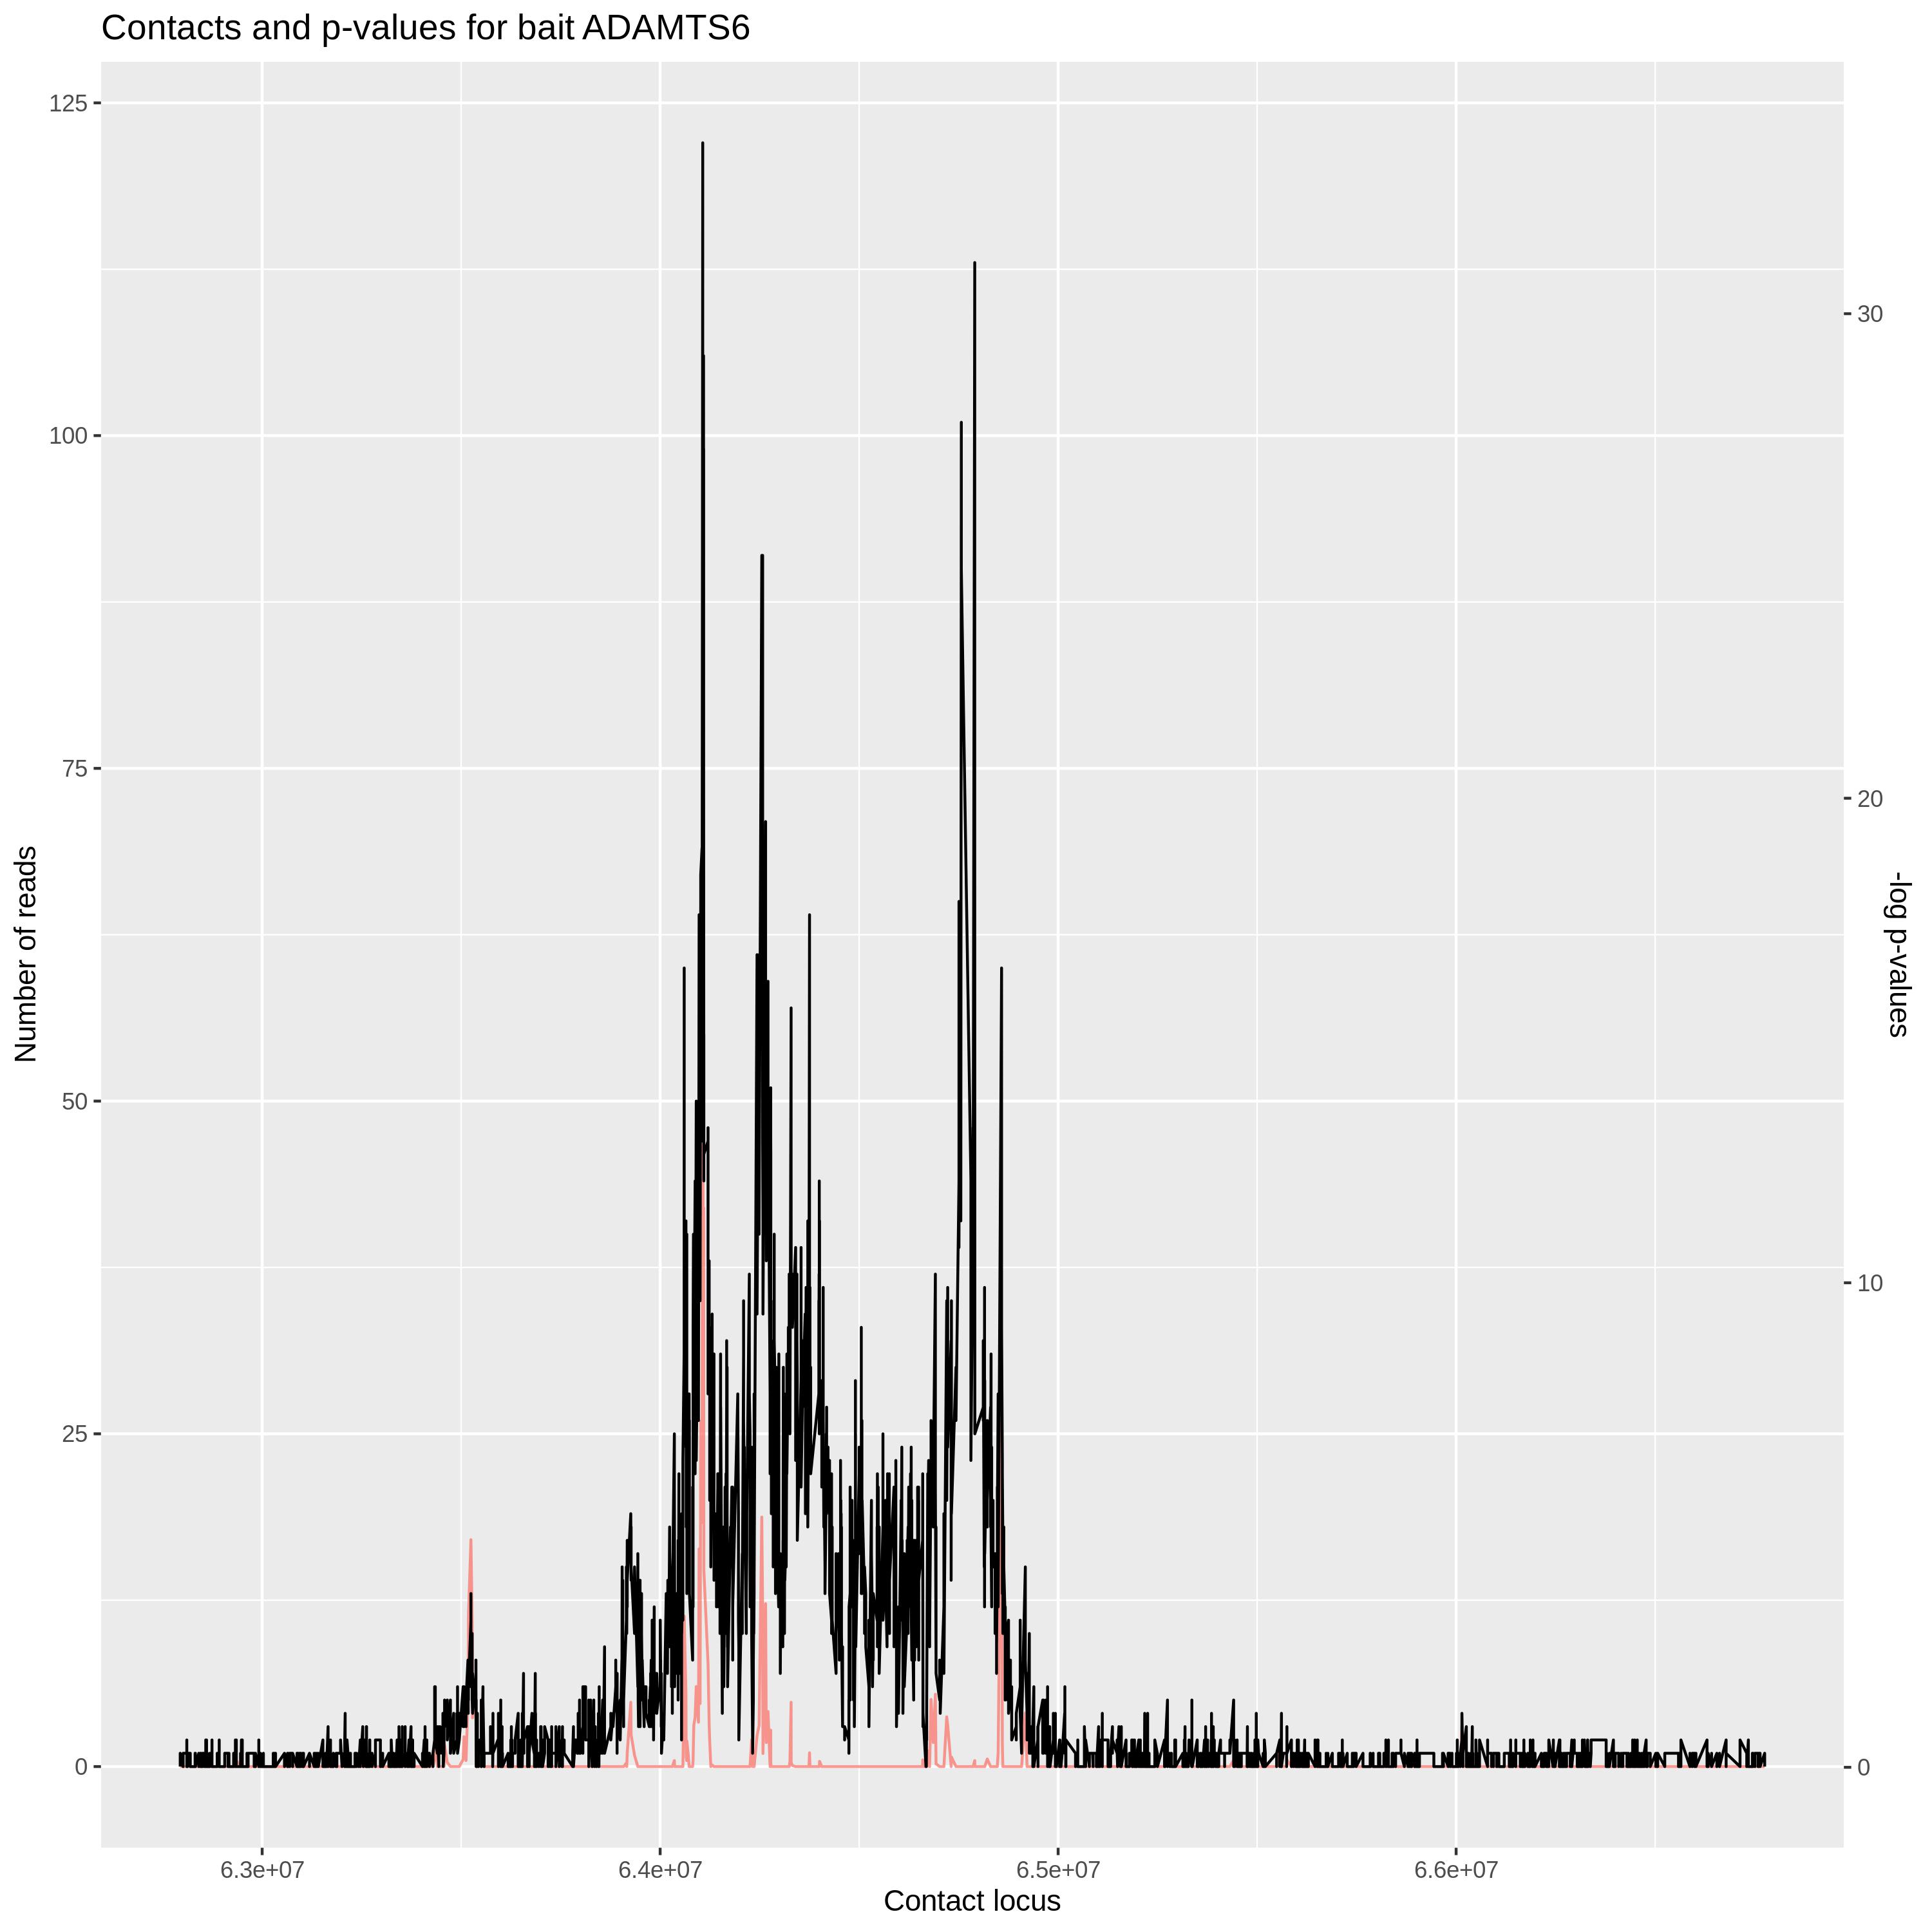 Contacts and p-values for bait ADAMTS6
125
100
75
50
25
0
Number of reads
30
20
10
0
-log p-values
6.3e+07 6.4e+07 6.5e+07 6.6e+07
Contact locus